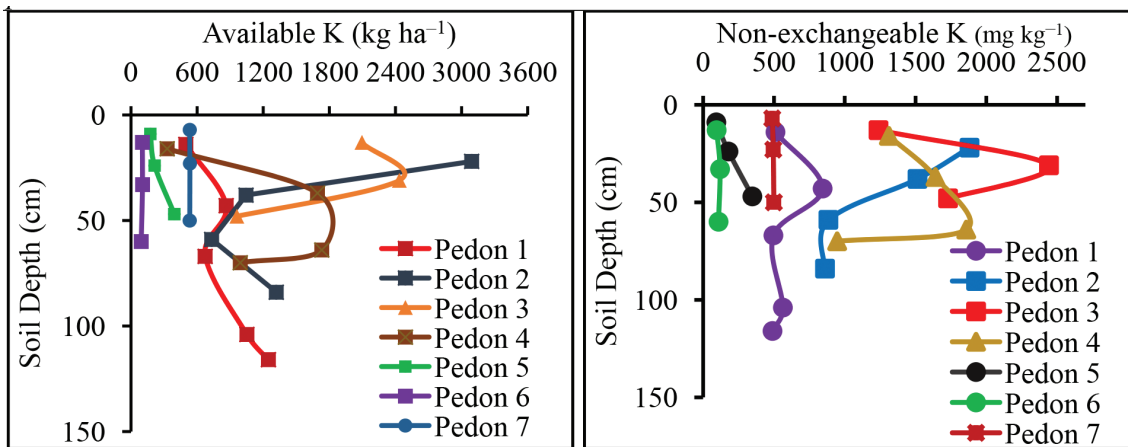 Available K (kg ha⁻¹)
0 600 1200 1800 2400 3000 3600
0
50
100
150
Soil Depth (cm)
Pedon 1
Pedon 2
Pedon 3
Pedon 4
Pedon 5
Pedon 6
Pedon 7
Non-exchangeable K (mg kg⁻¹)
0 500 1000 1500 2000 2500
0
50
100
150
Soil Depth (cm)
Pedon 1
Pedon 2
Pedon 3
Pedon 4
Pedon 5
Pedon 6
Pedon 7